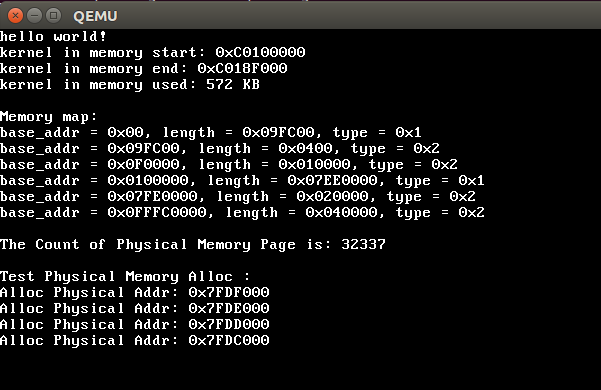 QEMU
hello world!
kernel in memory start: 0xC0100000
kernel in memory end: 0xC018F000
kernel in memory used: 572 KB
Memory map:
base_addr = 0x00, length = 0x09FC00, type = 0x1
base_addr = 0x09FC00, length = 0x0400, type = 0x2
base_addr = 0x0F0000, length = 0x010000, type = 0x2
base_addr = 0x0100000, length = 0x07EE0000, type = 0x1
base_addr = 0x07FE0000, length = 0x020000, type = 0x2
base_addr = 0x0FFFC0000, length = 0x040000, type = 0x2
The Count of Physical Memory Page is: 32337
Test Physical Memory Alloc :
Alloc Physical Addr: 0x7FDF000
Alloc Physical Addr: 0x7FDE000
Alloc Physical Addr: 0x7FDD000
Alloc Physical Addr: 0x7FDC000